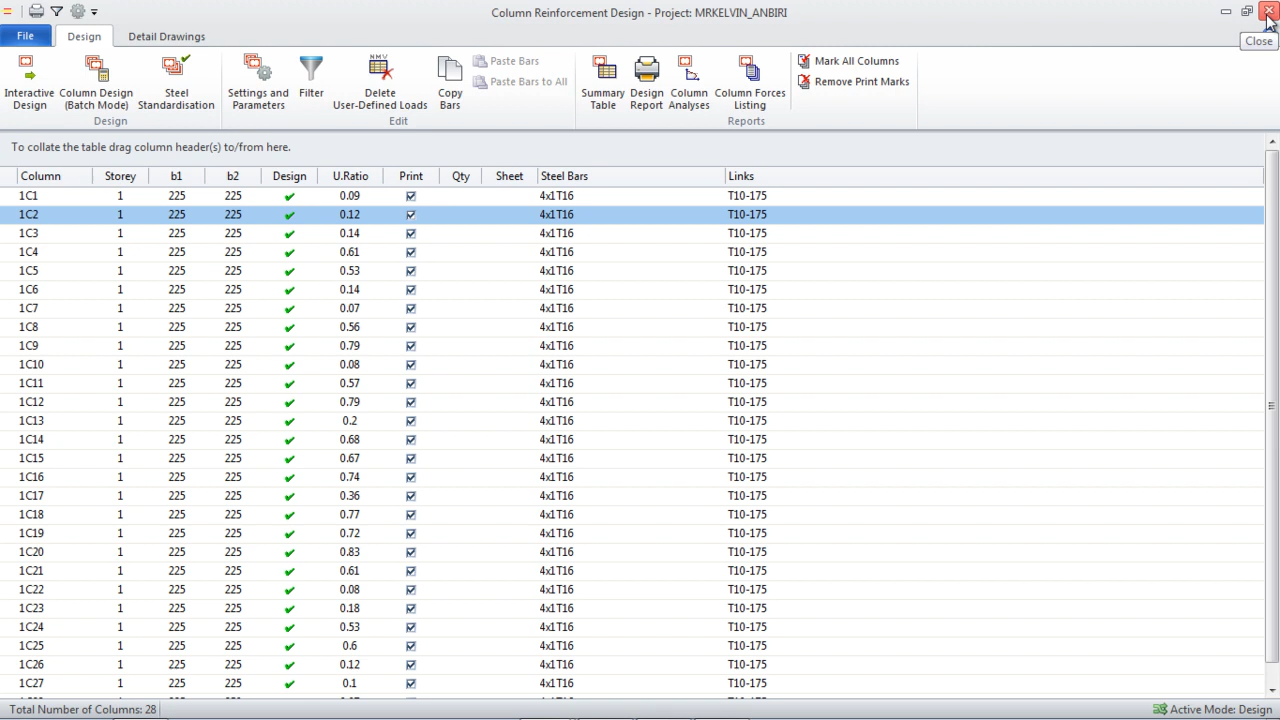 Column Reinforcement Design - Project: MRKELVIN_ANBIRI
Close
File Design Detail Drawings
Interactive Design
Column Design (Batch Mode)
Steel Standardisation
Design
Settings and Parameters
Filter
Delete User-Defined Loads
Copy Bars
Paste Bars
Paste Bars to All
Edit
Summary Table
Design Report
Column Analyses
Column Forces Listing
Mark All Columns
Remove Print Marks
Reports
To collate the table drag column header(s) to/from here.
Column Storey b1 b2 Design U.Ratio Print Qty Sheet Steel Bars Links
1C1 1 225 225 0.09 4x1T16 T10-175
1C2 1 225 225 0.12 4x1T16 T10-175
1C3 1 225 225 0.14 4x1T16 T10-175
1C4 1 225 225 0.61 4x1T16 T10-175
1C5 1 225 225 0.53 4x1T16 T10-175
1C6 1 225 225 0.14 4x1T16 T10-175
1C7 1 225 225 0.07 4x1T16 T10-175
1C8 1 225 225 0.56 4x1T16 T10-175
1C9 1 225 225 0.79 4x1T16 T10-175
1C10 1 225 225 0.08 4x1T16 T10-175
1C11 1 225 225 0.57 4x1T16 T10-175
1C12 1 225 225 0.79 4x1T16 T10-175
1C13 1 225 225 0.2 4x1T16 T10-175
1C14 1 225 225 0.68 4x1T16 T10-175
1C15 1 225 225 0.67 4x1T16 T10-175
1C16 1 225 225 0.74 4x1T16 T10-175
1C17 1 225 225 0.36 4x1T16 T10-175
1C18 1 225 225 0.77 4x1T16 T10-175
1C19 1 225 225 0.72 4x1T16 T10-175
1C20 1 225 225 0.83 4x1T16 T10-175
1C21 1 225 225 0.61 4x1T16 T10-175
1C22 1 225 225 0.08 4x1T16 T10-175
1C23 1 225 225 0.18 4x1T16 T10-175
1C24 1 225 225 0.53 4x1T16 T10-175
1C25 1 225 225 0.6 4x1T16 T10-175
1C26 1 225 225 0.12 4x1T16 T10-175
1C27 1 225 225 0.1 4x1T16 T10-175
Total Number of Columns: 28
Active Mode: Design